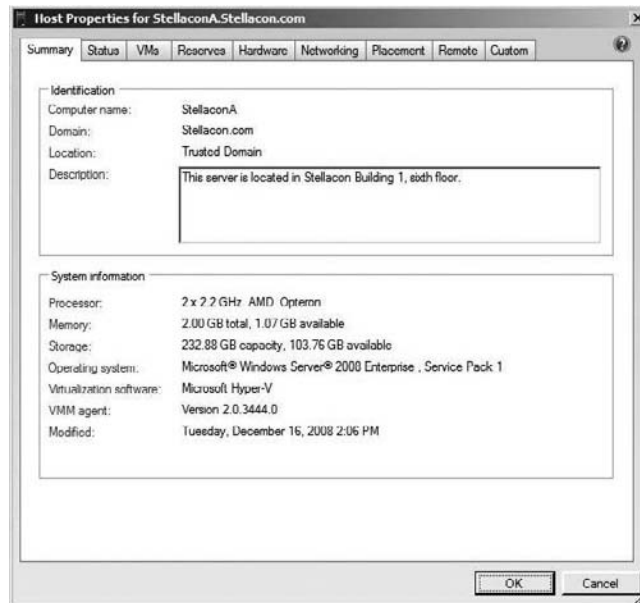 Host Properties for StellaconA.Stellacon.com
Summary Status VMs Reserves Hardware Networking Placement Remote Custom
Identification
Computer name: StellaconA
Domain: Stellacon.com
Location: Trusted Domain
Description: This server is located in Stellacon Building 1, sixth floor.
System information
Processor: 2 x 2.2 GHz AMD Opteron
Memory: 2.00 GB total, 1.07 GB available
Storage: 232.88 GB capacity, 103.76 GB available
Operating system: Microsoft® Windows Server® 2008 Enterprise , Service Pack 1
Virtualization software: Microsoft Hyper-V
VMM agent: Version 2.0.3444.0
Modified: Tuesday, December 16, 2008 2:06 PM
OK Cancel